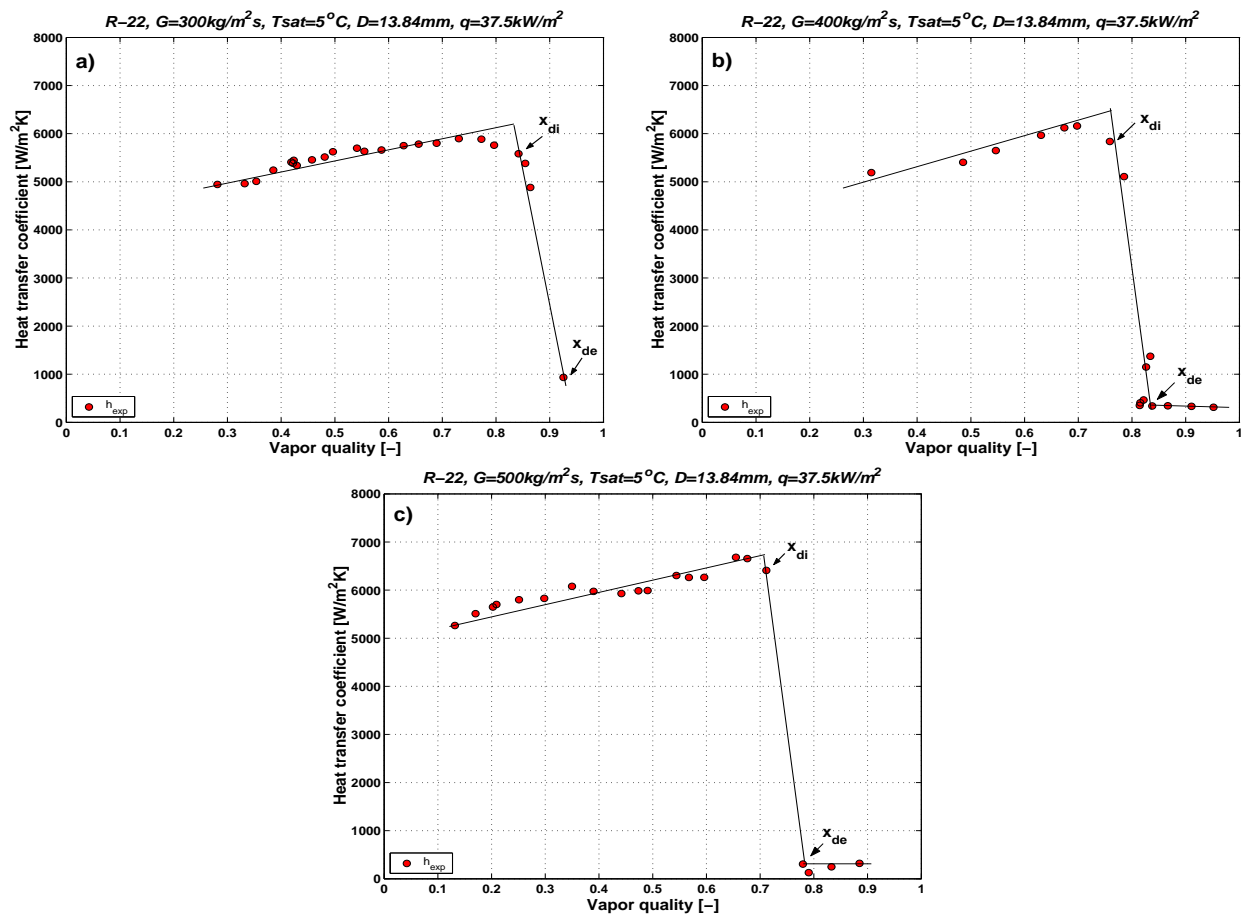 R−22, G=300kg/m²s, Tsat=5°C, D=13.84mm, q=37.5kW/m²
a)
8000
7000
6000
5000
4000
3000
2000
1000
0
Heat transfer coefficient [W/m²K]
x_di
x_de
h_exp
0 0.1 0.2 0.3 0.4 0.5 0.6 0.7 0.8 0.9 1
Vapor quality [−]
R−22, G=400kg/m²s, Tsat=5°C, D=13.84mm, q=37.5kW/m²
b)
8000
7000
6000
5000
4000
3000
2000
1000
0
Heat transfer coefficient [W/m²K]
x_di
x_de
h_exp
0 0.1 0.2 0.3 0.4 0.5 0.6 0.7 0.8 0.9 1
Vapor quality [−]
R−22, G=500kg/m²s, Tsat=5°C, D=13.84mm, q=37.5kW/m²
c)
8000
7000
6000
5000
4000
3000
2000
1000
0
Heat transfer coefficient [W/m²K]
x_di
x_de
h_exp
0 0.1 0.2 0.3 0.4 0.5 0.6 0.7 0.8 0.9 1
Vapor quality [−]